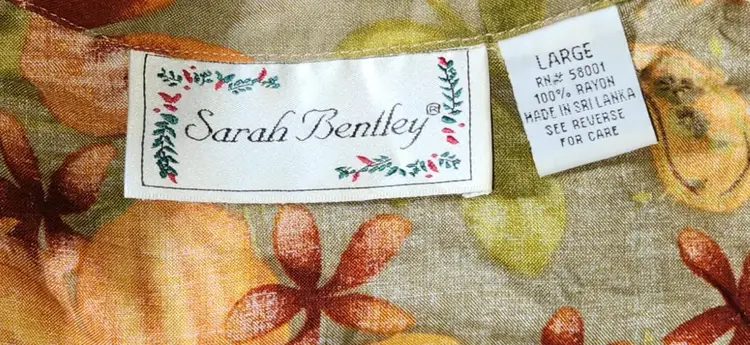 Sarah Bentley®
LARGE
RN# 58001
100% RAYON
MADE IN SRI LANKA
SEE REVERSE
FOR CARE